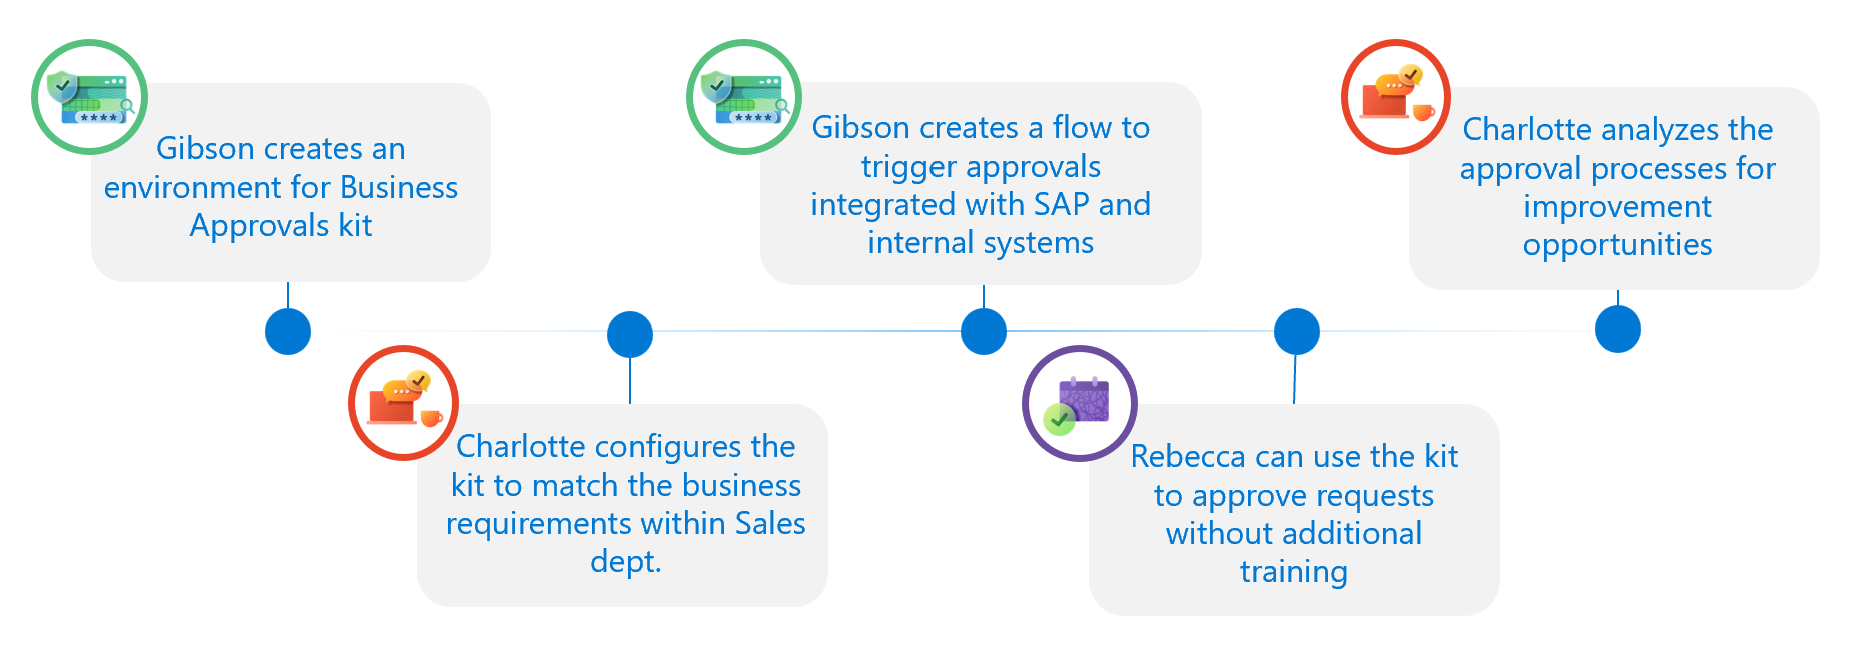 Gibson creates an
environment for Business
Approvals kit
****
Charlotte configures the
kit to match the business
requirements within Sales
dept.
Gibson creates a flow to
trigger approvals
integrated with SAP and
internal systems
****
Rebecca can use the kit
to approve requests
without additional
training
Charlotte analyzes the
approval processes for
improvement
opportunities